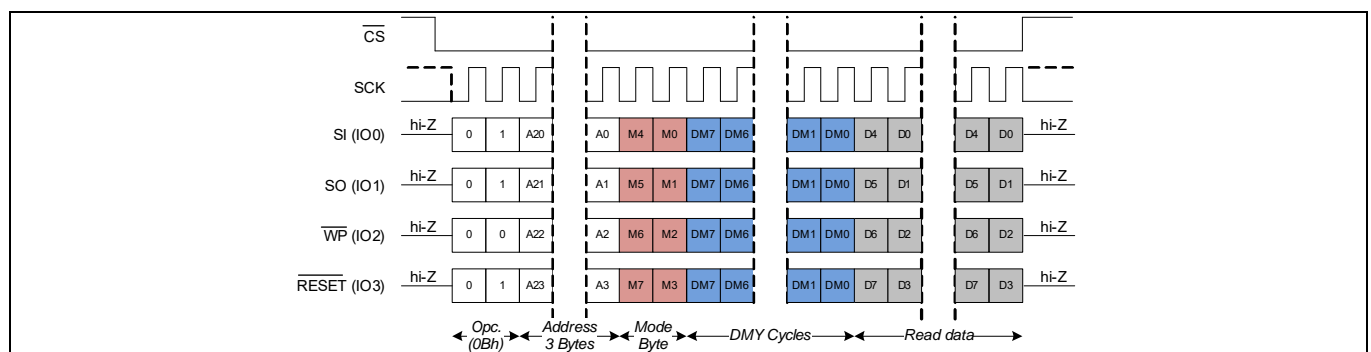 CS
SCK
SI (IO0) hi-Z 0 1 A20 A0 M4 M0 DM7 DM6 DM1 DM0 D4 D0 D4 D0 hi-Z
SO (IO1) hi-Z 0 1 A21 A1 M5 M1 DM7 DM6 DM1 DM0 D5 D1 D5 D1 hi-Z
WP (IO2) hi-Z 0 0 A22 A2 M6 M2 DM7 DM6 DM1 DM0 D6 D2 D6 D2 hi-Z
RESET (IO3) hi-Z 0 1 A23 A3 M7 M3 DM7 DM6 DM1 DM0 D7 D3 D7 D3 hi-Z
Opc. Address Mode DMY Cycles Read data
(0Bh) 3 Bytes Byte